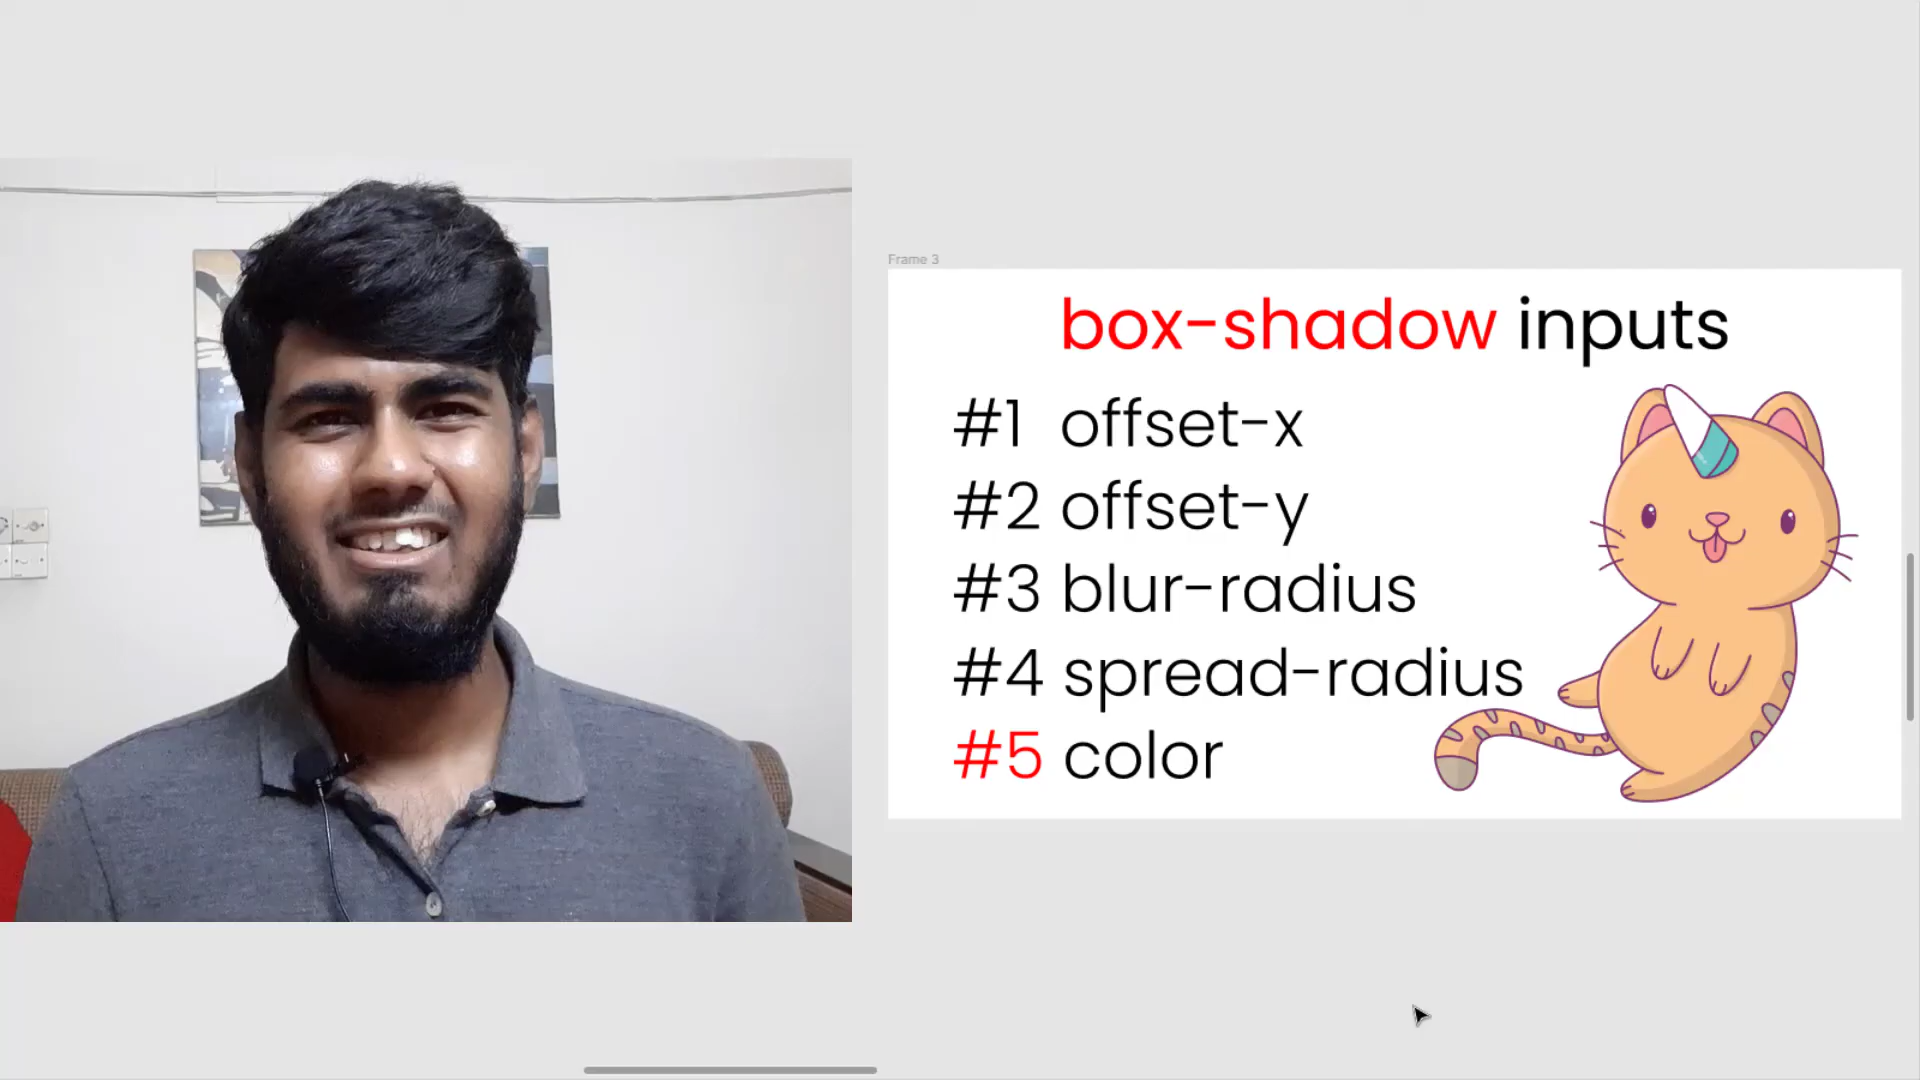 Frame 3
box-shadow inputs
#1 offset-x
#2 offset-y
#3 blur-radius
#4 spread-radius
#5 color